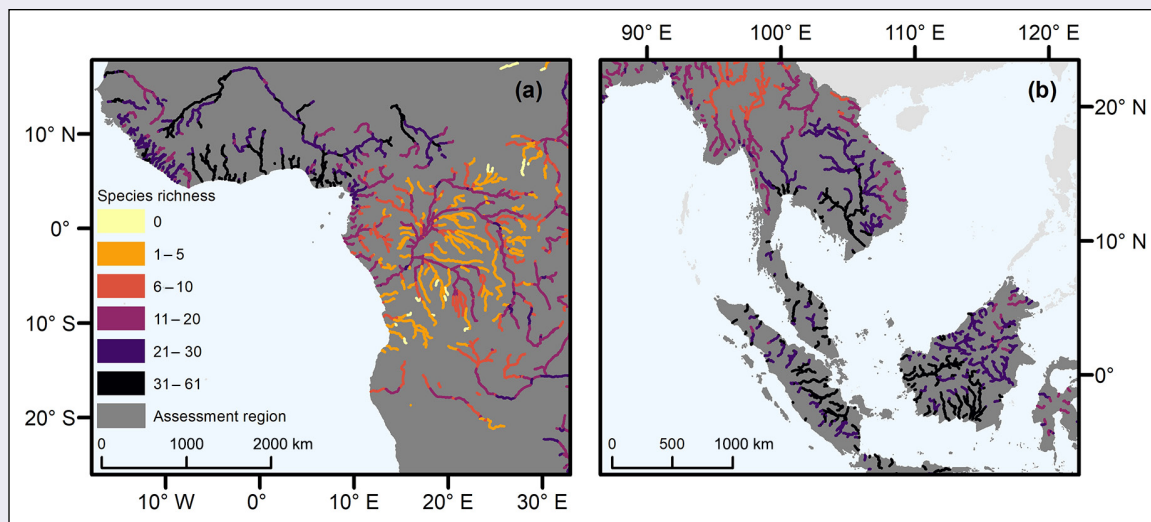 90° E 100° E 110° E 120° E
(a)
(b)
10° N
0°
10° S
20° S
20° N
10° N
0°
Species richness
0
1–5
6–10
11–20
21–30
31–61
Assessment region
0 1000 2000 km
0 500 1000 km
10° W 0° 10° E 20° E 30° E